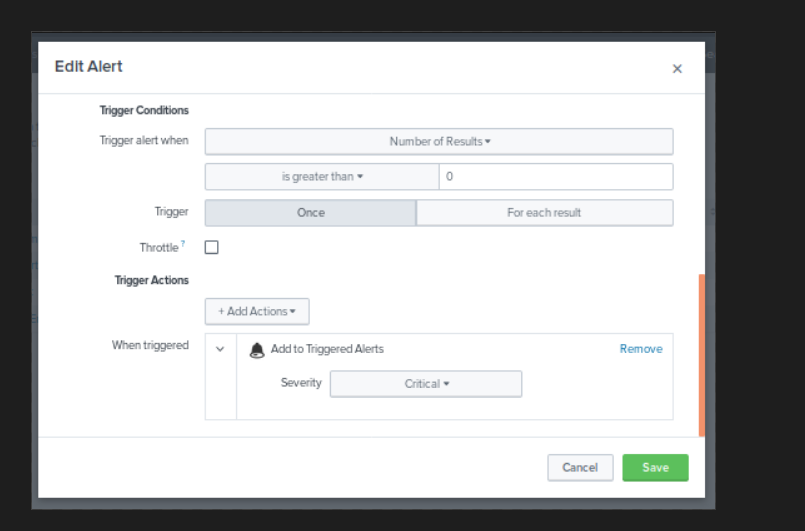 Edit Alert ×
Trigger Conditions
Trigger alert when Number of Results
is greater than 0
Trigger Once For each result
Throttle ?
Trigger Actions
+ Add Actions
When triggered Add to Triggered Alerts Remove
Severity Critical
Cancel Save